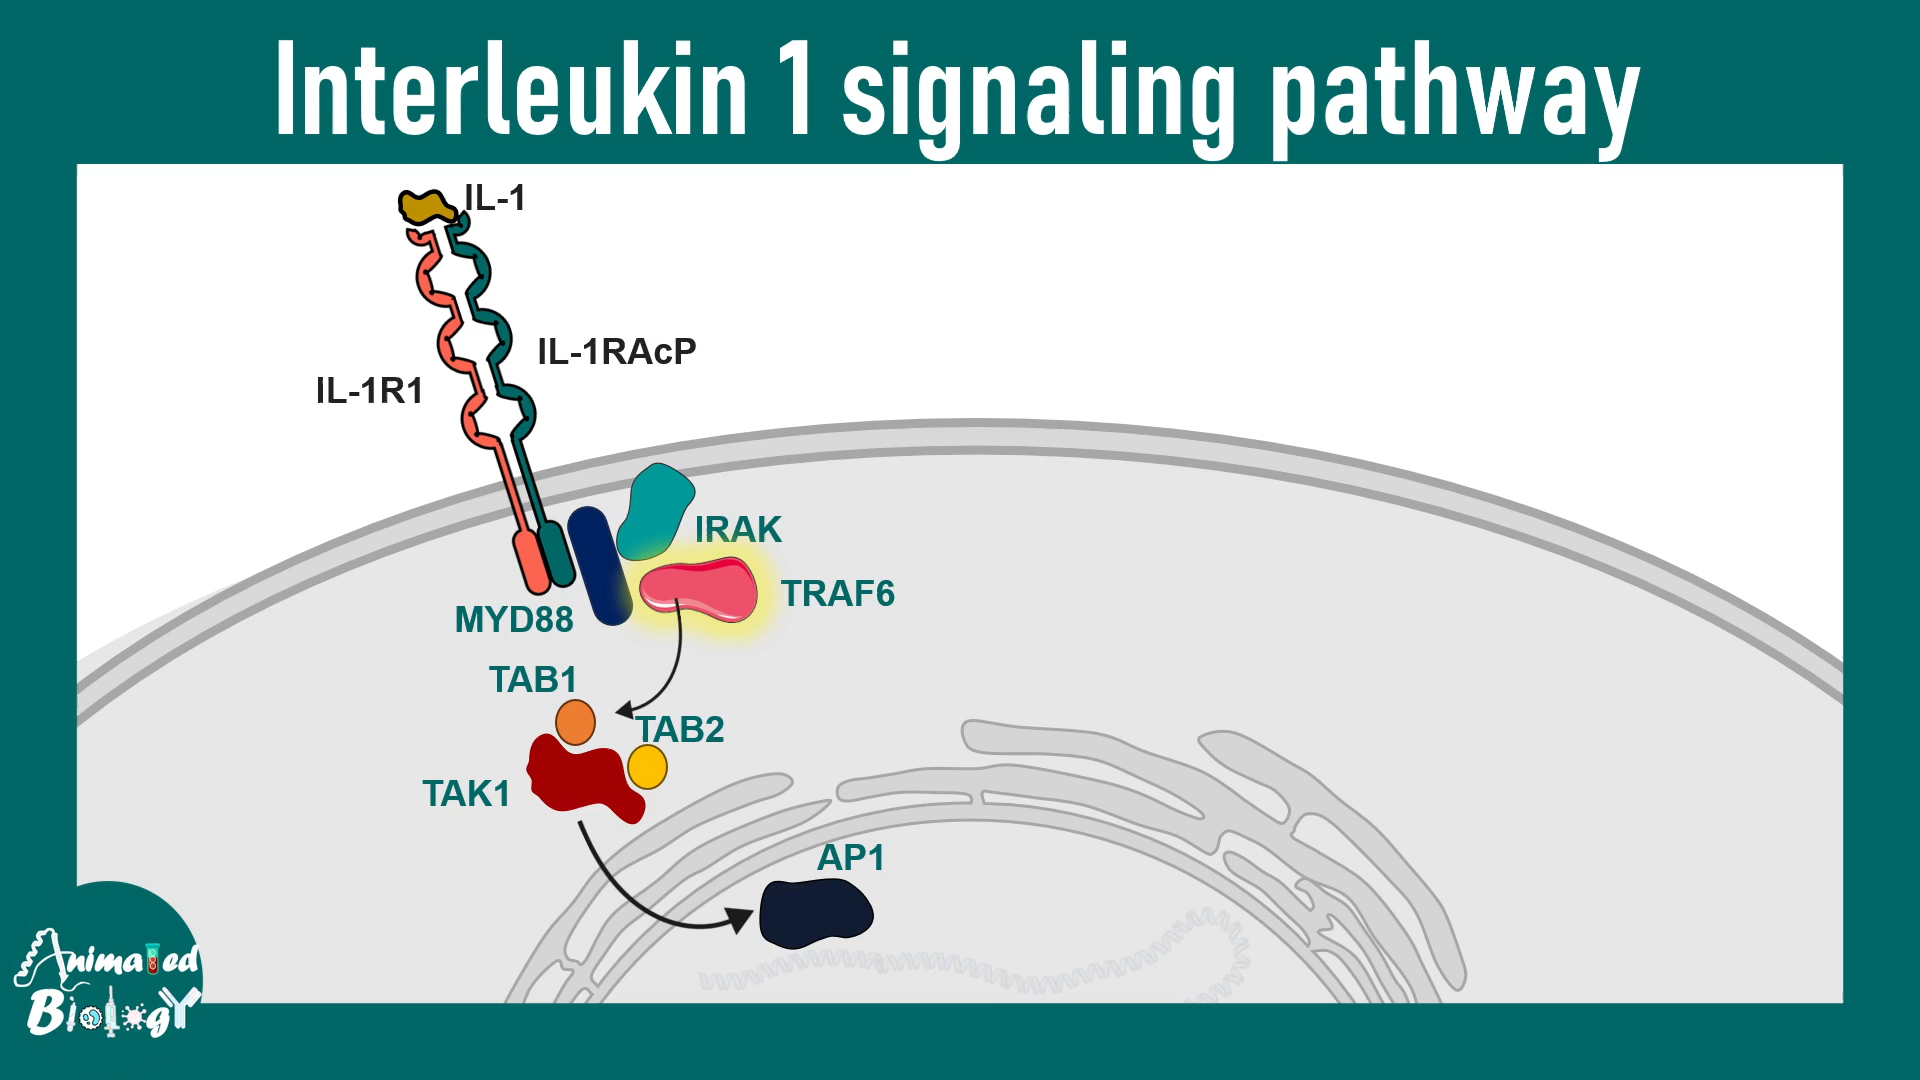 Interleukin 1 signaling pathway
IL-1
IL-1RAcP
IL-1R1
IRAK
TRAF6
MYD88
TAB1
TAB2
TAK1
AP1
Animated
Biology